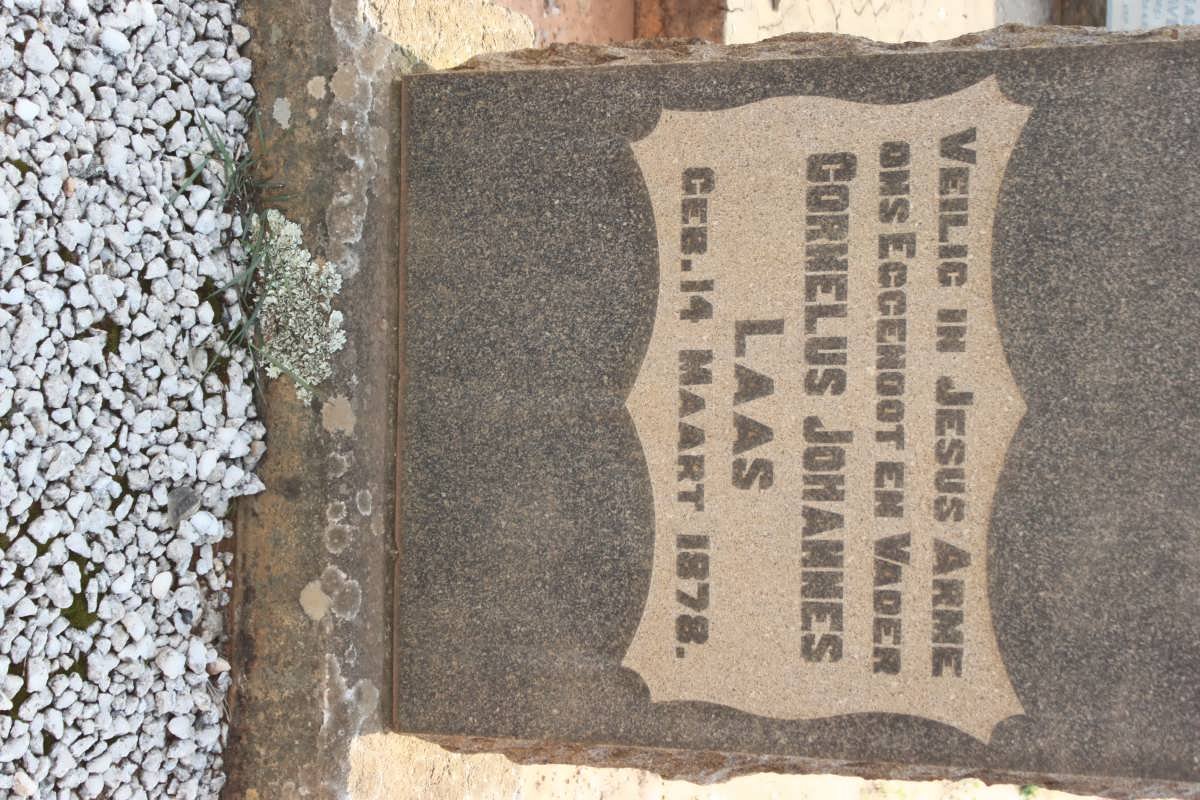 VEILIG IN JESUS ARME
ONS EGGENOOT EN VADER
CORNELUS JOHANNES
LAAS
GEB. 14 MAART 1878.